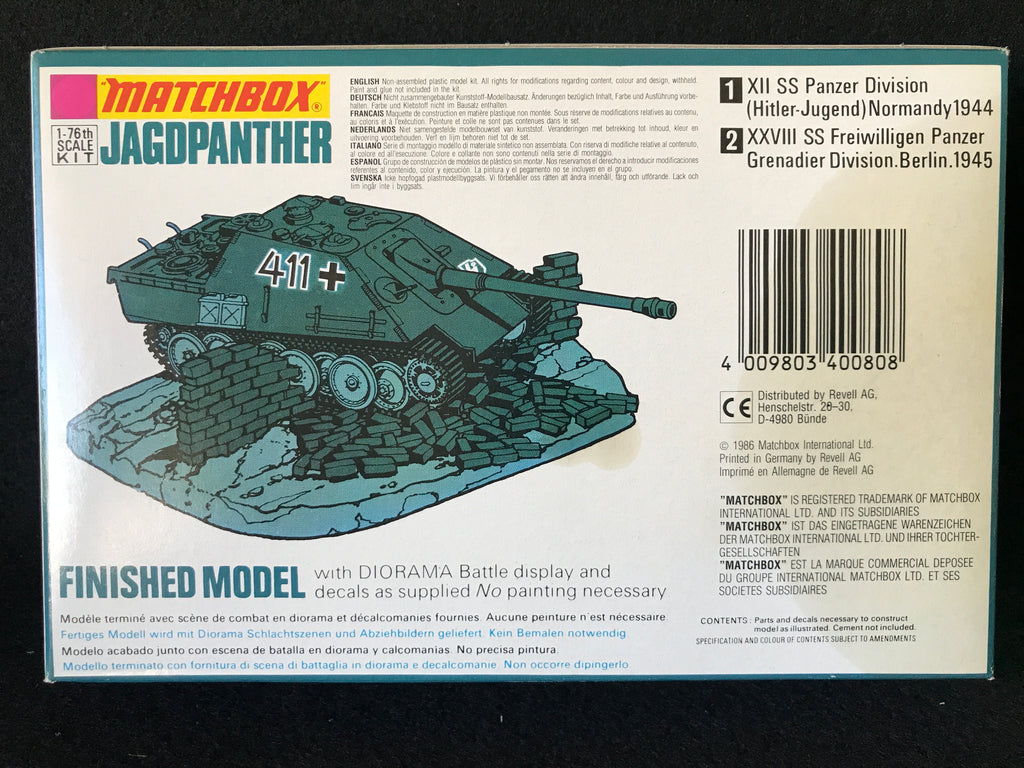 "MATCHBOX"®
1-76th
SCALE
KIT
JAGDPANTHER
ENGLISH Non-assembled plastic model kit. All rights for modifications regarding content, colour and design, withheld.
Paint and glue not included in the kit.
DEUTSCH Nicht zusammengebauter Kunststoff-Modellbausatz. Änderungen bezüglich Inhalt, Farbe und Ausführung vorbe-
halten. Farbe und Klebstoff nicht im Bausatz enthalten.
FRANCAIS Maquette de construction en matière plastique non montée. Sous réserve de modifications relatives au contenu,
au coloris et à l'exécution. Peinture et colle ne sont pas contenues dans le set.
NEDERLANDS Niet samengestelde modelbouwset van kunststof. Veranderingen met betrekking tot inhoud, kleur en
uitvoering voorbehouden. Verf en lijm behoren niet tot de inhoud.
ITALIANO Serie di montaggio modello di materiale sintetico non assemblati. Con riserva di modifiche relative al contenuto,
al colore ed all'esecuzione. Colore e collante non sono contenuti nella serie di montaggio.
ESPAÑOL Grupo de construcción de modelos de plástico sin montar. Nos reservamos el derecho a introducir modificaciones
referentes al contenido, color y ejecución. La pintura y el pegamento no se incluyen en el grupo.
SVENSKA Icke hopfogad plastmodellbyggsats. Vi förbehåller oss rätten att ändra innehåll, färg och utförande. Lack och
lim ingår inte i byggsats.
1 XII SS Panzer Division
(Hitler-Jugend) Normandy 1944
2 XXVIII SS Freiwilligen Panzer
Grenadier Division. Berlin. 1945
411
4 009803 400808
CE Distributed by Revell AG,
Henschelstr. 20-30.
D-4980 Bünde
© 1986 Matchbox International Ltd.
Printed in Germany by Revell AG
Imprimé en Allemagne de Revell AG
"MATCHBOX" IS REGISTERED TRADEMARK OF MATCHBOX
INTERNATIONAL LTD. AND ITS SUBSIDIARIES
"MATCHBOX" IST DAS EINGETRAGENE WARENZEICHEN
DER MATCHBOX INTERNATIONAL LTD. UND IHRER TOCHTER-
GESELLSCHAFTEN
"MATCHBOX" EST LA MARQUE COMMERCIAL DEPOSEE
DU GROUPE INTERNATIONAL MATCHBOX LTD. ET SES
SOCIETES SUBSIDIAIRES
FINISHED MODEL with DIORAMA Battle display and
decals as supplied No painting necessary
Modèle terminé avec scène de combat en diorama et décalcomanies fournies. Aucune peinture n'est nécessaire
Fertiges Modell wird mit Diorama Schlachtszenen und Abziehbildern geliefert. Kein Bemalen notwendig
Modelo acabado junto con escena de batalla en diorama y calcomanias. No precisa pintura.
Modello terminato con fornitura di scena di battaglia in diorama e decalcomanie. Non occorre dipingerlo.
CONTENTS: Parts and decals necessary to construct
model as illustrated. Cement not included.
SPECIFICATION AND COLOUR OF CONTENTS SUBJECT TO AMENDMENTS